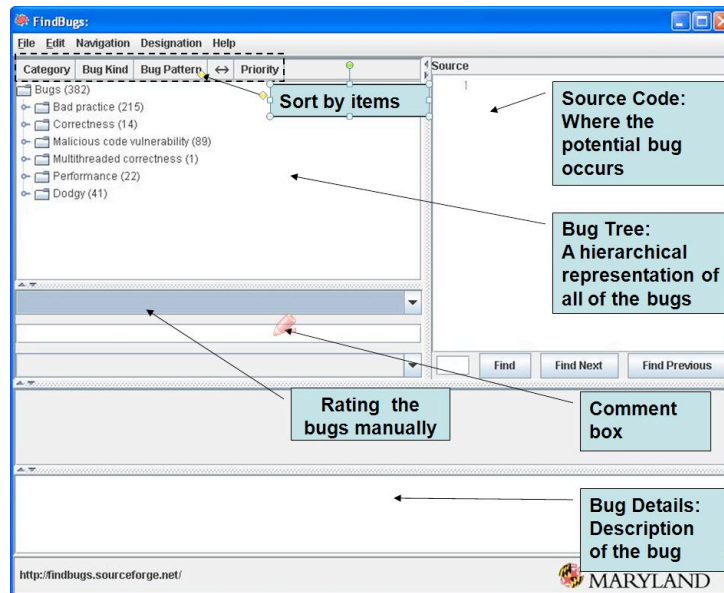 FindBugs:
File Edit Navigation Designation Help
Category Bug Kind Bug Pattern ↔ Priority
Source
1
Bugs (382)
Bad practice (215)
Correctness (14)
Malicious code vulnerability (89)
Multithreaded correctness (1)
Performance (22)
Dodgy (41)
Sort by items
Source Code:
Where the
potential bug
occurs
Bug Tree:
A hierarchical
representation of
all of the bugs
Find Find Next Find Previous
Rating the
bugs manually
Comment
box
Bug Details:
Description
of the bug
http://findbugs.sourceforge.net/
MARYLAND